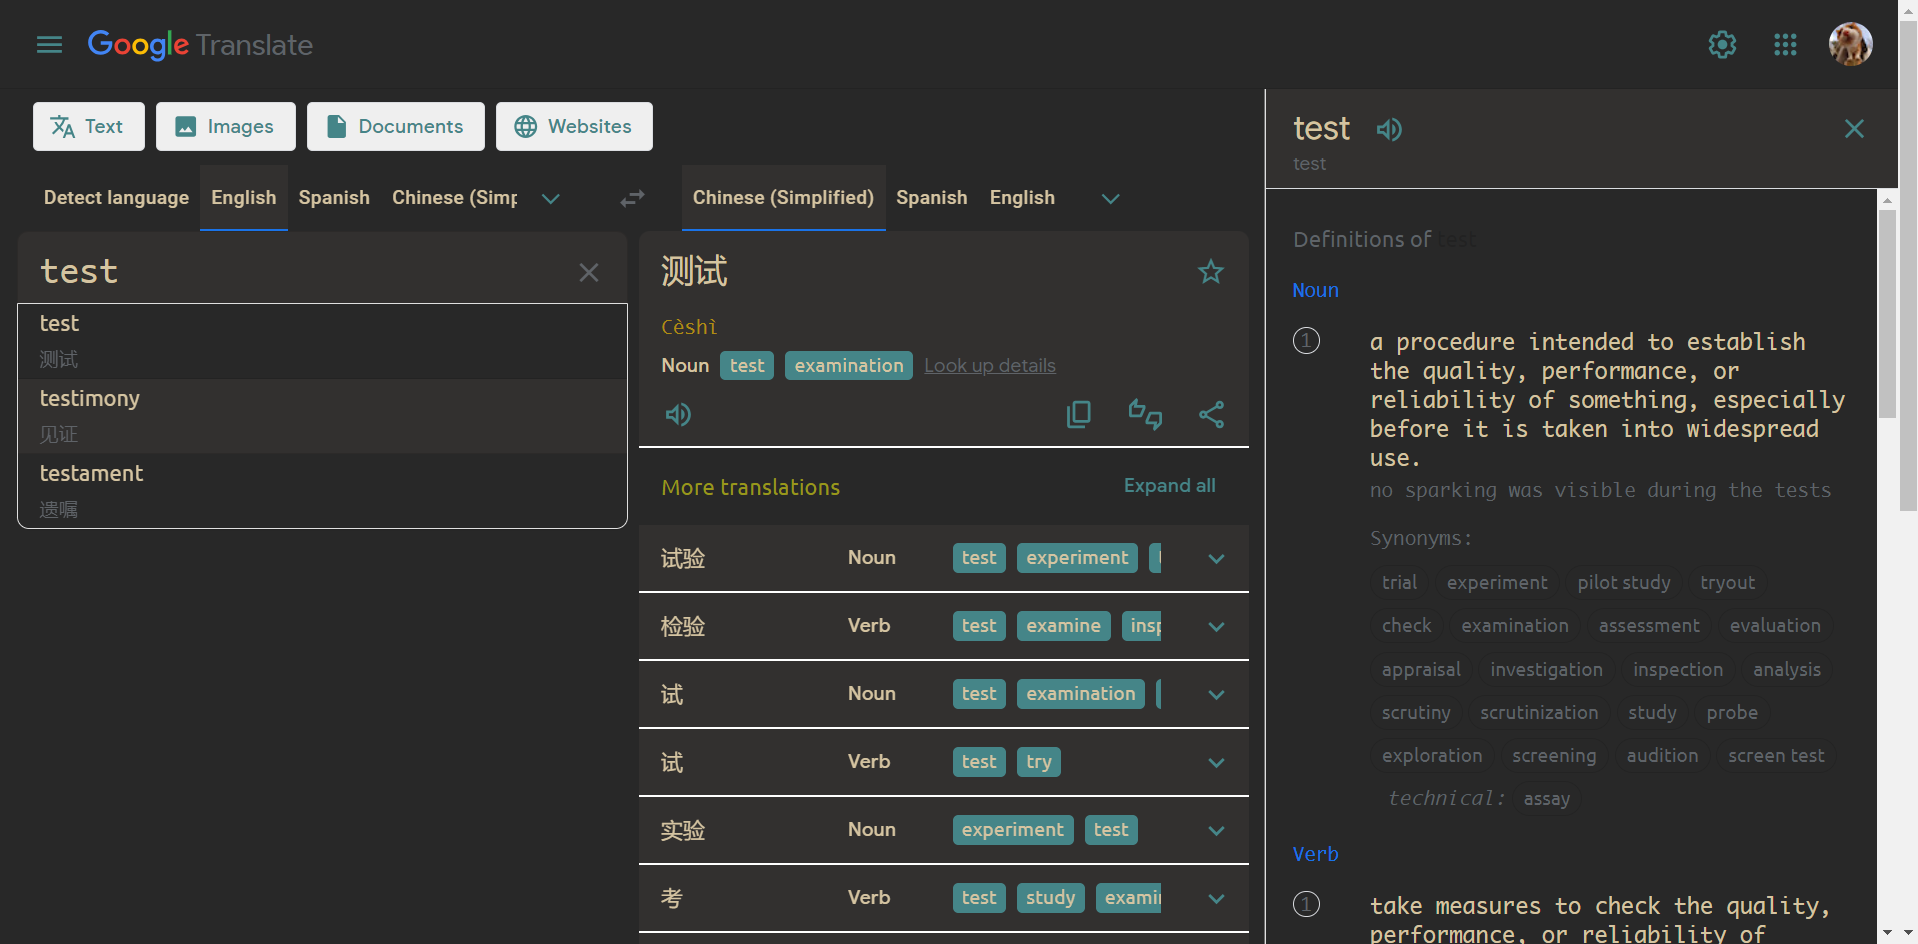 Google Translate
Text
Images
Documents
Websites
Detect language
English
Spanish
Chinese (Simp
Chinese (Simplified)
Spanish
English
test
test
测试
testimony
见证
testament
遗嘱
测试
Cèshì
Noun test examination Look up details
More translations
Expand all
试验 Noun test experiment
检验 Verb test examine insp
试 Noun test examination
试 Verb test try
实验 Noun experiment test
考 Verb test study examin
test
test
Definitions of test
Noun
1
a procedure intended to establish
the quality, performance, or
reliability of something, especially
before it is taken into widespread
use.
no sparking was visible during the tests
Synonyms:
trial experiment pilot study tryout
check examination assessment evaluation
appraisal investigation inspection analysis
scrutiny scrutinization study probe
exploration screening audition screen test
technical: assay
Verb
1
take measures to check the quality,
performance, or reliability of